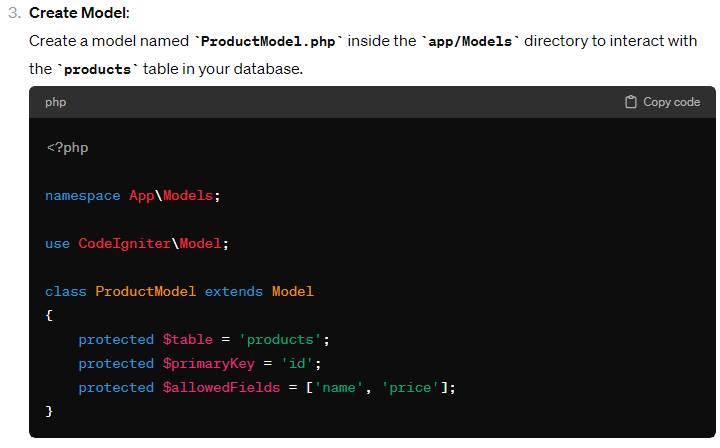 3. Create Model:
Create a model named `ProductModel.php` inside the `app/Models` directory to interact with
the `products` table in your database.
php
Copy code
<?php
namespace App\Models;
use CodeIgniter\Model;
class ProductModel extends Model
{
    protected $table = 'products';
    protected $primaryKey = 'id';
    protected $allowedFields = ['name', 'price'];
}